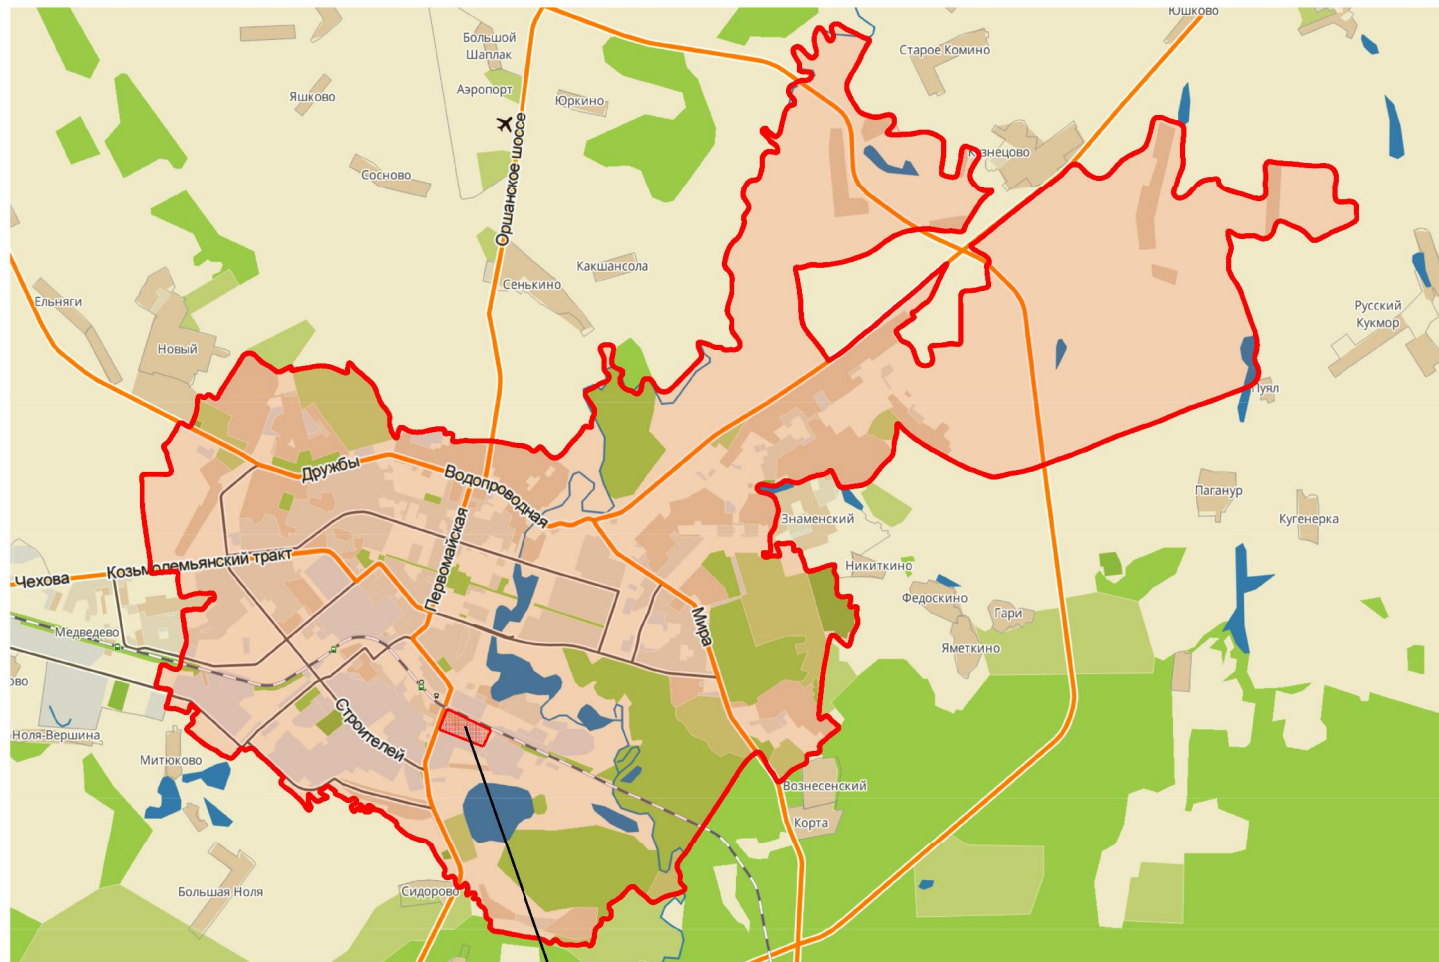 Юшково
Большой
Шаплак
Старое Комино
Аэропорт
Яшково
Юркино
Оршанское шоссе
Кузнецово
Сосново
Какшансола
Сенькино
Ельняги
Русский
Кукмор
Новый
Пуял
Дружбы
Водопроводная
Паганур
Знаменский
Кугенерка
Первомайская
Козьмодемьянский тракт
Чехова
Никиткино
Федоскино
Гари
Медведево
Мира
Яметкино
ово
Строителей
Ноля-Вершина
Митюково
Вознесенский
Корта
Большая Ноля
Сидорово